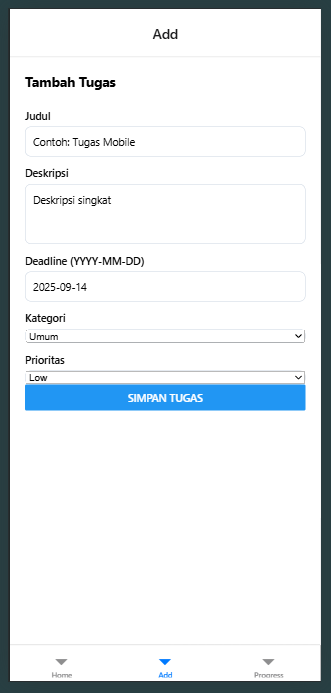 Add
Tambah Tugas
Judul
Contoh: Tugas Mobile
Deskripsi
Deskripsi singkat
Deadline (YYYY-MM-DD)
2025-09-14
Kategori
Umum
Prioritas
Low
SIMPAN TUGAS
Home
Add
Progress